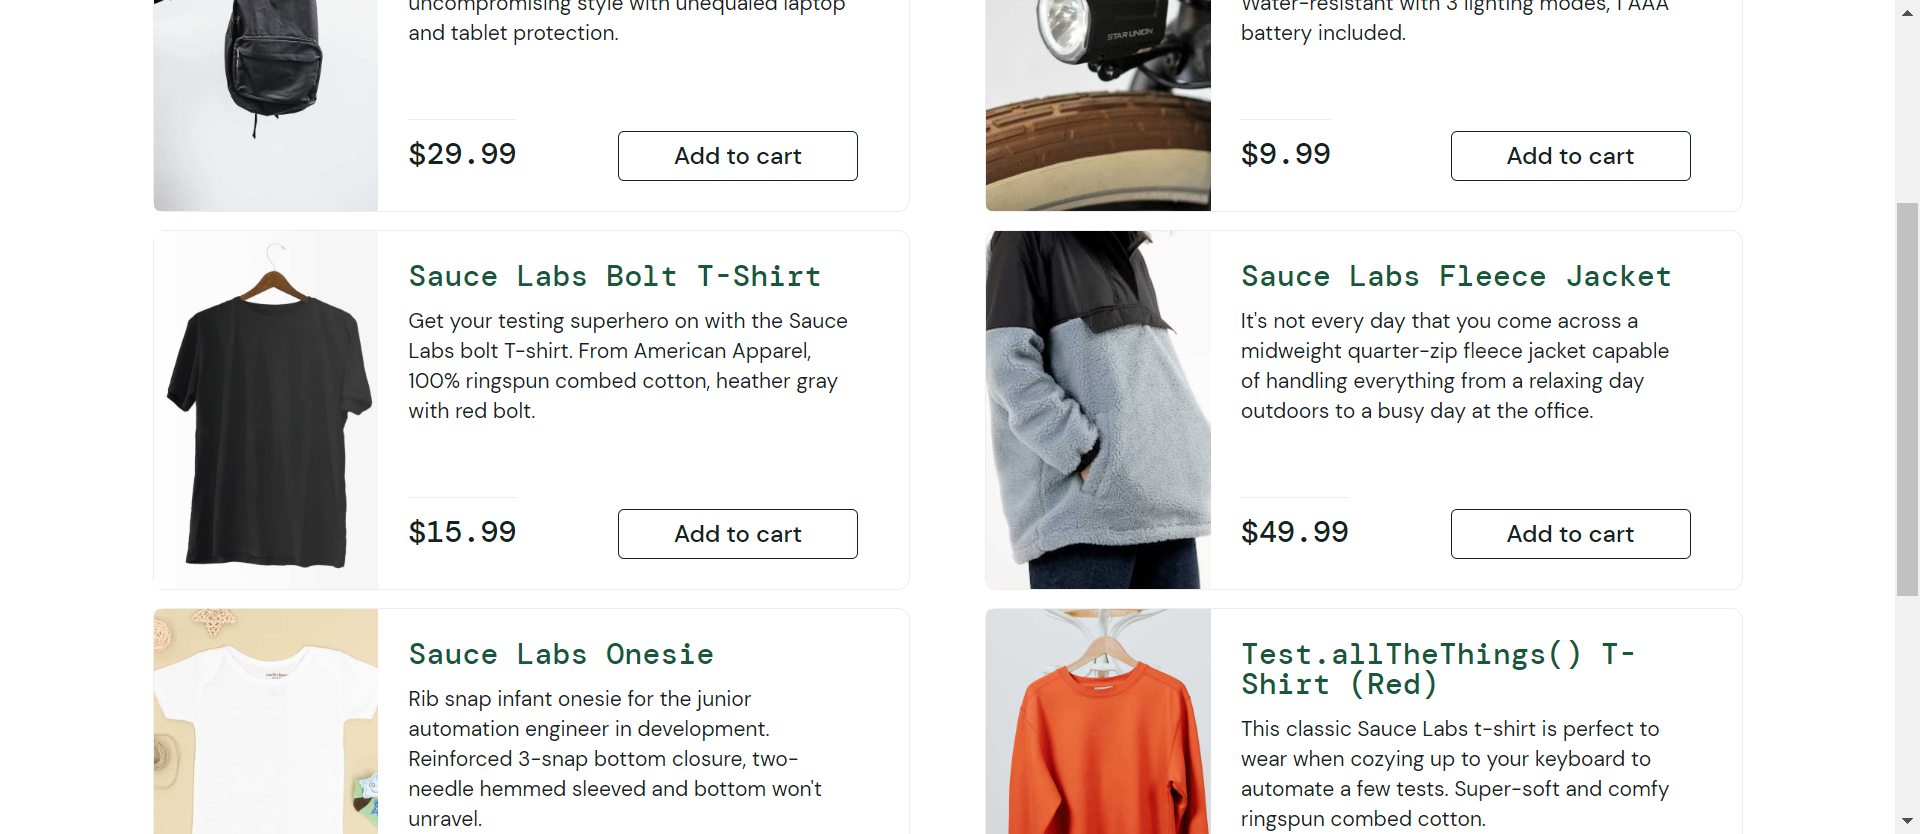 uncompromising style with unequaled laptop
and tablet protection.
$29.99
Add to cart
Water-resistant with 3 lighting modes, 1 AAA
battery included.
STAR UNION
$9.99
Add to cart
Sauce Labs Bolt T-Shirt
Get your testing superhero on with the Sauce
Labs bolt T-shirt. From American Apparel,
100% ringspun combed cotton, heather gray
with red bolt.
$15.99
Add to cart
Sauce Labs Fleece Jacket
It's not every day that you come across a
midweight quarter-zip fleece jacket capable
of handling everything from a relaxing day
outdoors to a busy day at the office.
$49.99
Add to cart
Sauce Labs Onesie
Rib snap infant onesie for the junior
automation engineer in development.
Reinforced 3-snap bottom closure, two-
needle hemmed sleeved and bottom won't
unravel.
Test.allTheThings() T-
Shirt (Red)
This classic Sauce Labs t-shirt is perfect to
wear when cozying up to your keyboard to
automate a few tests. Super-soft and comfy
ringspun combed cotton.